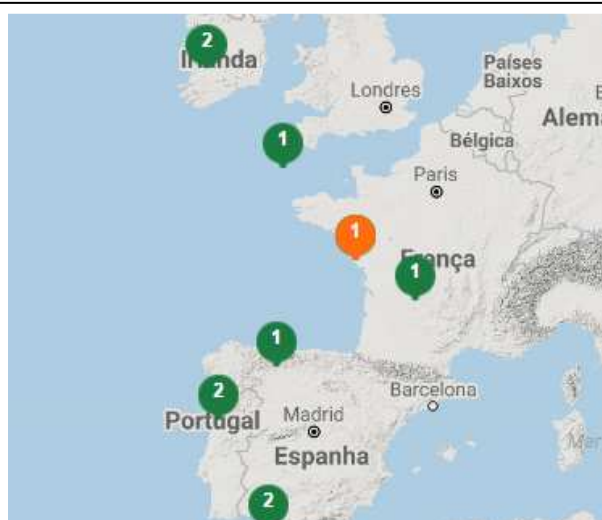 2
Irlanda
Londres
Países
Baixos
Alema
1
Bélgica
Paris
1
França
1
1
Barcelona
2
Portugal
Madrid
Espanha
2